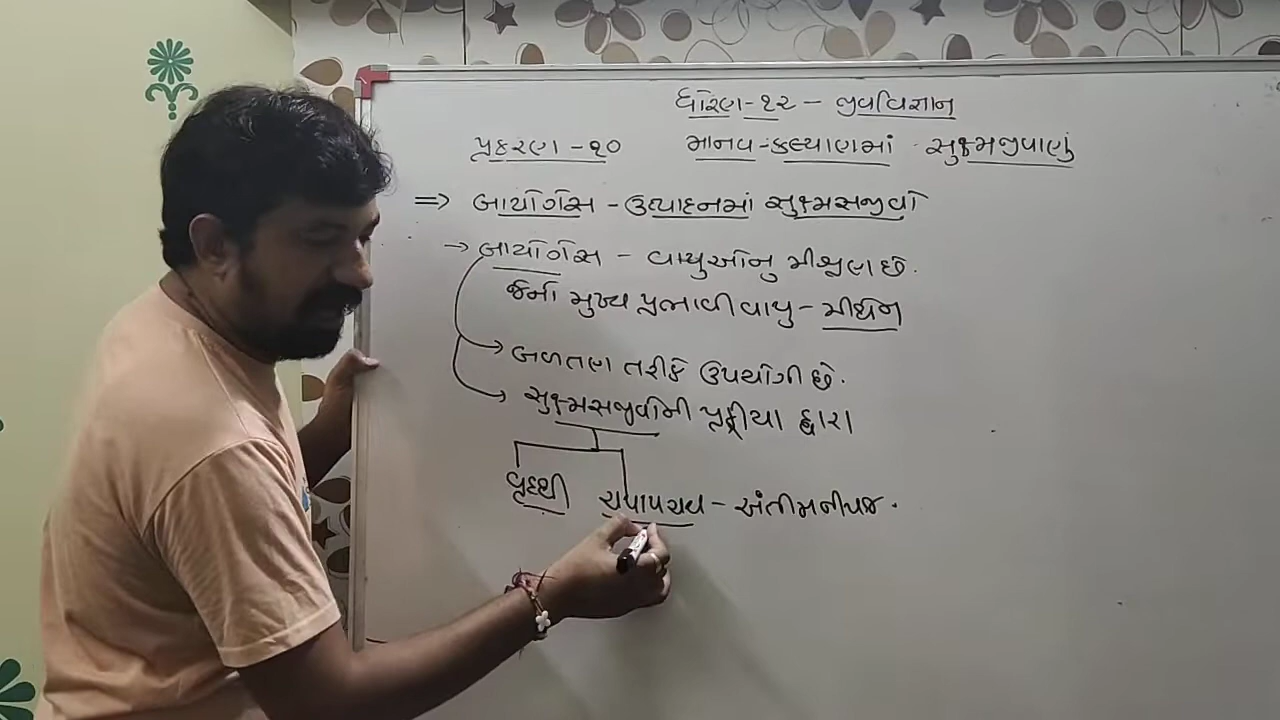 ધોરણ-૧૨ - જીવવિજ્ઞાન
પ્રકરણ -૧૦ માનવ-કલ્યાણમાં સુક્ષ્મજીવાણું
⇒ બાયોગેસ - ઉત્પાદનમાં સુક્ષ્મસજીવો
→ બાયોગેસ - વાયુઓનુ મીશ્રણ છે.
જેનો મુખ્ય પ્રભાવી વાયુ - મીથેન
→ બળતણ તરીકે ઉપયોગી છે.
→ સુક્ષ્મસજીવોની પ્રક્રીયા દ્વારા
વૃદ્ધી ચયાપચય - અંતીમનીપજ.